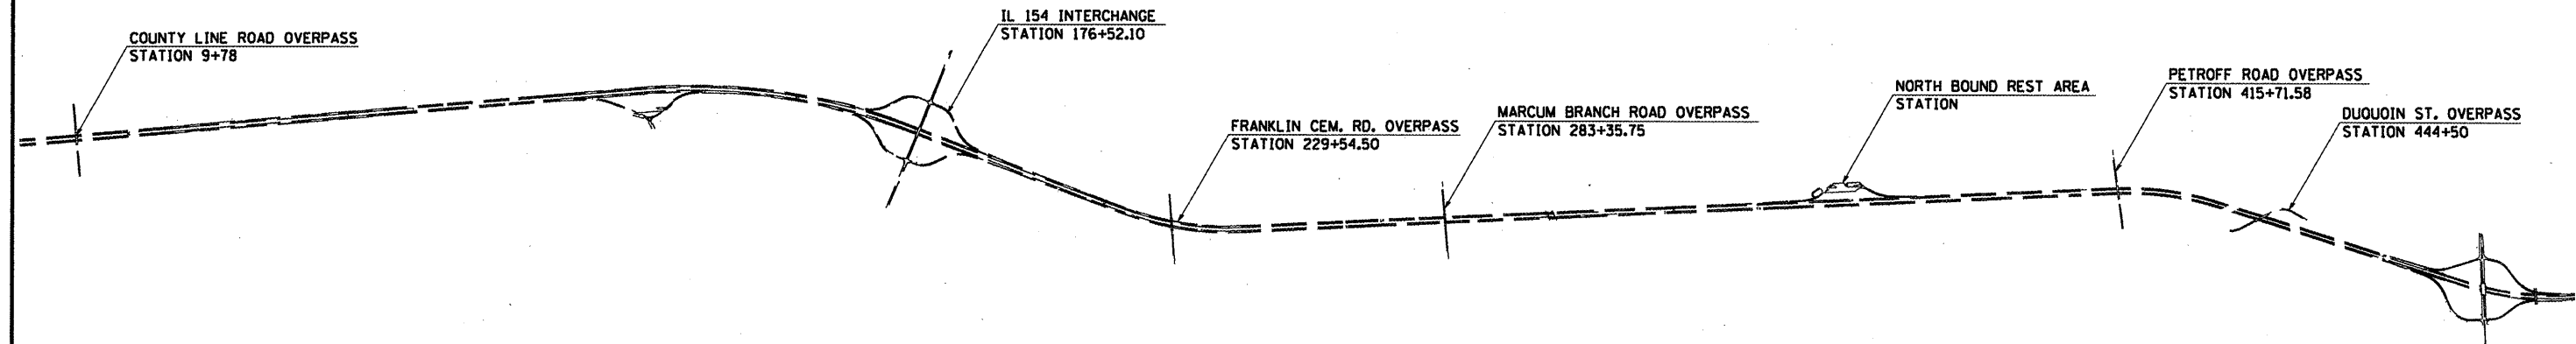 COUNTY LINE ROAD OVERPASS
STATION 9+78
IL 154 INTERCHANGE
STATION 176+52.10
FRANKLIN CEM. RD. OVERPASS
STATION 229+54.50
MARCUM BRANCH ROAD OVERPASS
STATION 283+35.75
NORTH BOUND REST AREA
STATION
PETROFF ROAD OVERPASS
STATION 415+71.58
DUQUOIN ST. OVERPASS
STATION 444+50